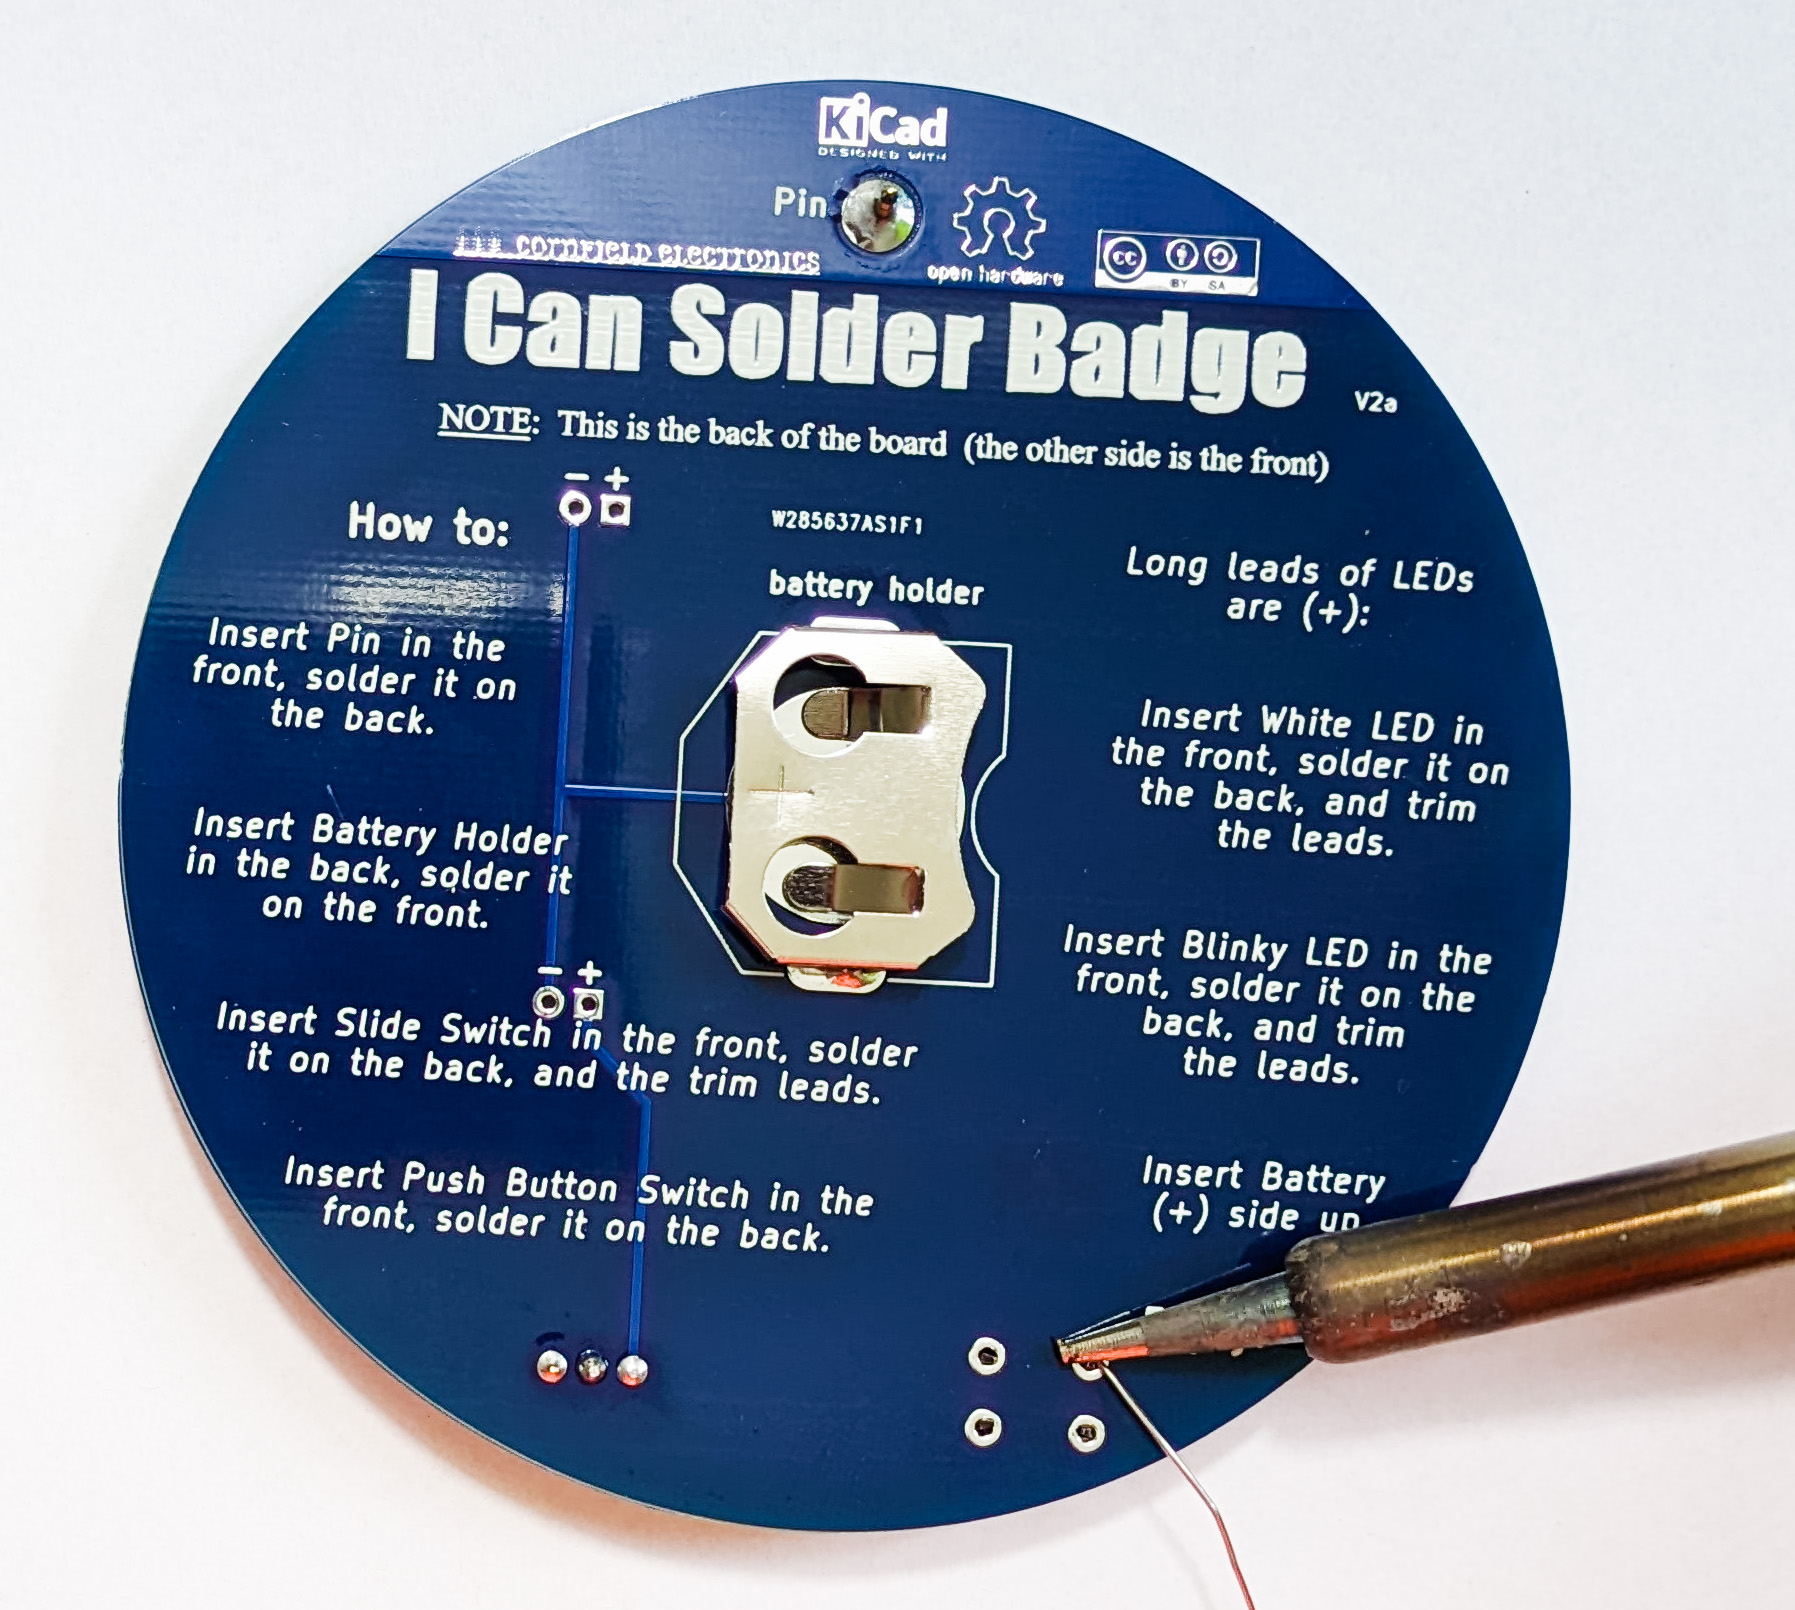 KiCad
DESIGNED WITH
Pin
CORNFIELD ELECTRONICS
open hardware
cc
BY SA
I Can Solder Badge
V2a
NOTE: This is the back of the board (the other side is the front)
- +
How to:
W285637AS1F1
battery holder
Insert Pin in the
front, solder it on
the back.
Insert Battery Holder
in the back, solder it
on the front.
- +
Insert Slide Switch in the front, solder
it on the back, and the trim leads.
Insert Push Button Switch in the
front, solder it on the back.
+
Long leads of LEDs
are (+):
Insert White LED in
the front, solder it on
the back, and trim
the leads.
Insert Blinky LED in the
front, solder it on the
back, and trim
the leads.
Insert Battery
(+) side up